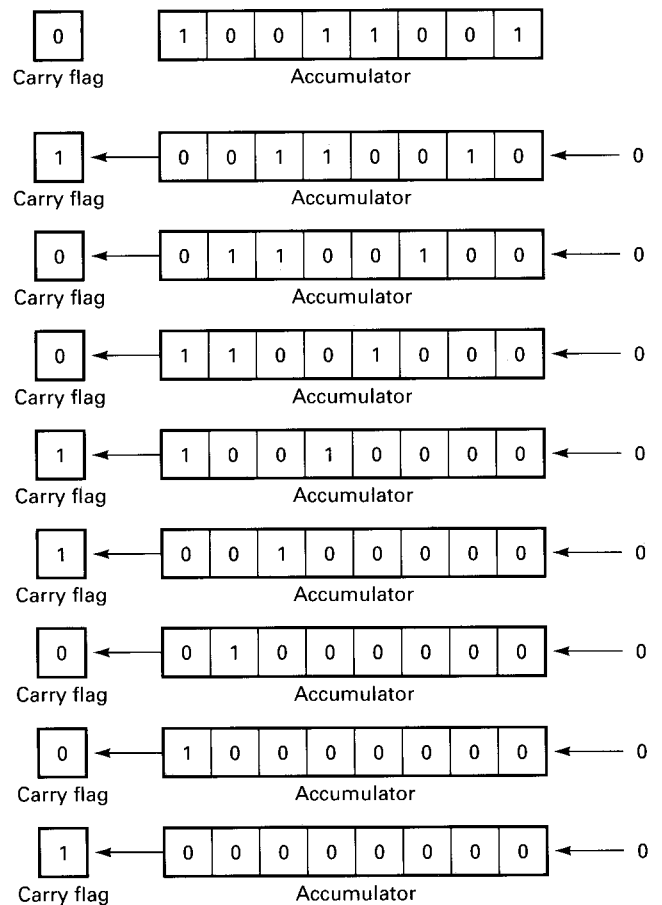 0 1 0 0 1 1 0 0 1
Carry flag Accumulator
1 0 0 1 1 0 0 1 0 0
Carry flag Accumulator
0 0 1 1 0 0 1 0 0 0
Carry flag Accumulator
0 1 1 0 0 1 0 0 0 0
Carry flag Accumulator
1 1 0 0 1 0 0 0 0 0
Carry flag Accumulator
1 0 0 1 0 0 0 0 0 0
Carry flag Accumulator
0 0 1 0 0 0 0 0 0 0
Carry flag Accumulator
0 1 0 0 0 0 0 0 0 0
Carry flag Accumulator
1 0 0 0 0 0 0 0 0 0
Carry flag Accumulator